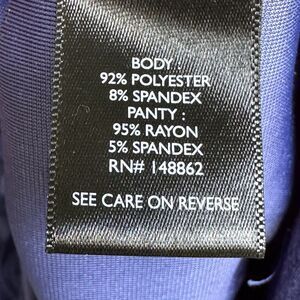 BODY :
92% POLYESTER
8% SPANDEX
PANTY :
95% RAYON
5% SPANDEX
RN# 148862
SEE CARE ON REVERSE